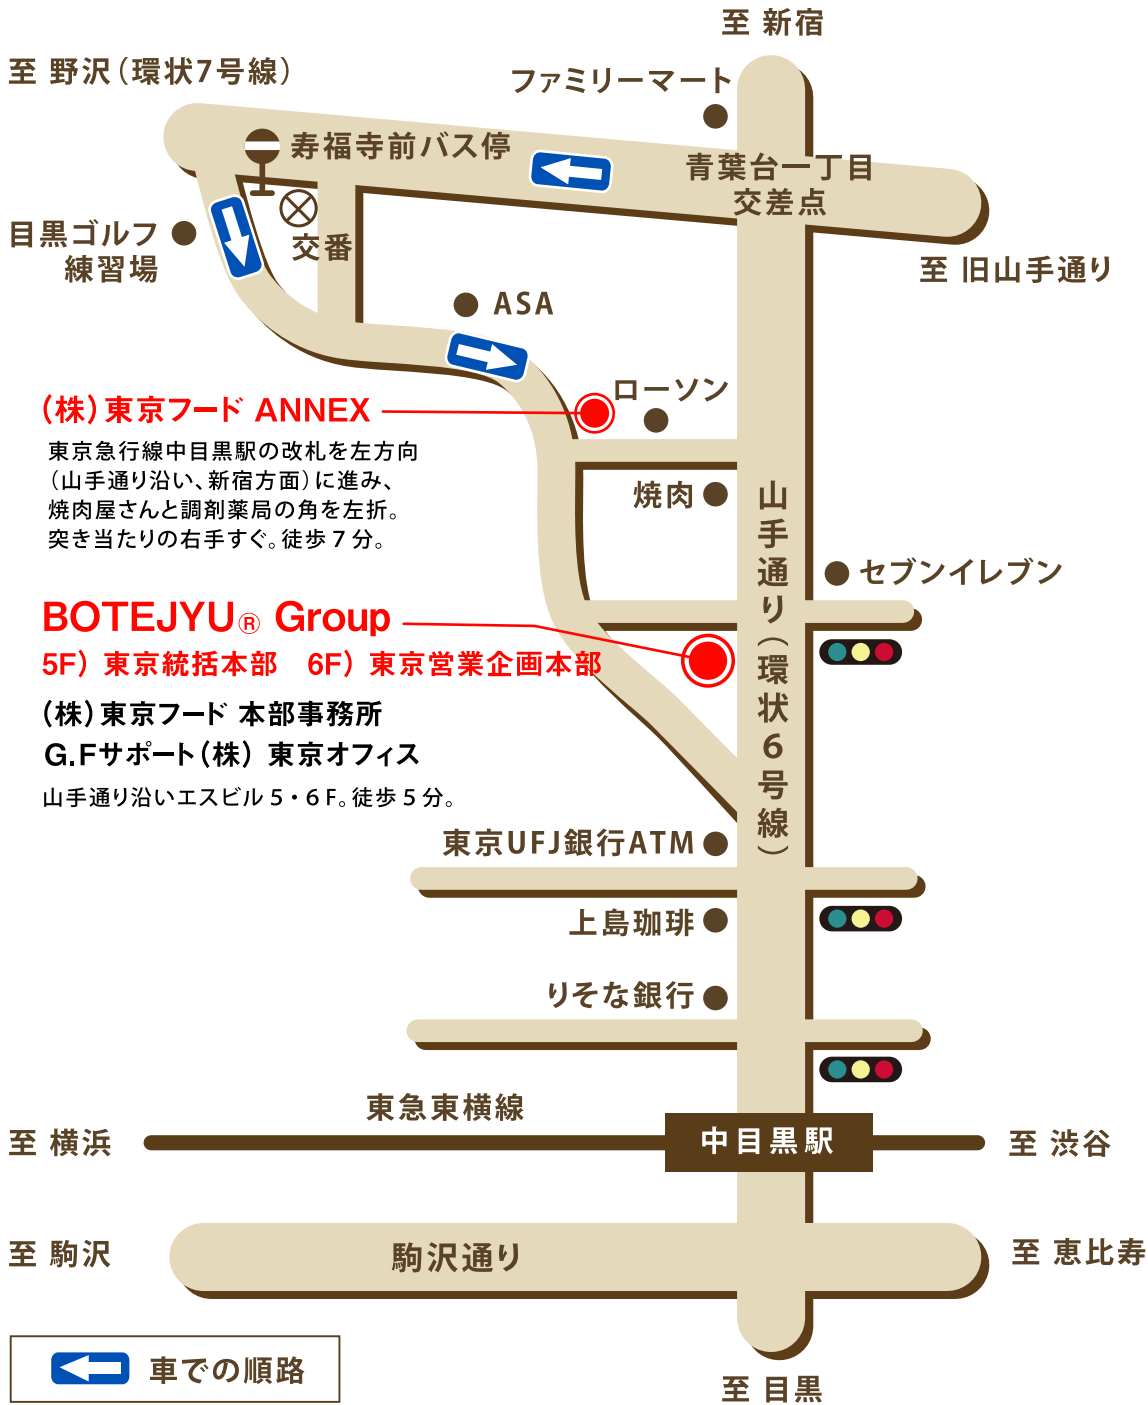 至 新宿
至 野沢（環状7号線）
ファミリーマート
寿福寺前バス停
青葉台一丁目
交差点
目黒ゴルフ
練習場
交番
至 旧山手通り
ASA
ローソン
（株）東京フード ANNEX
東京急行線中目黒駅の改札を左方向
（山手通り沿い、新宿方面）に進み、
焼肉屋さんと調剤薬局の角を左折。
突き当たりの右手すぐ。徒歩7分。
焼肉
山手通り（環状6号線）
セブンイレブン
BOTEJYU® Group
5F）東京統括本部　6F）東京営業企画本部
（株）東京フード 本部事務所
G.Fサポート（株） 東京オフィス
山手通り沿いエスビル5・6F。徒歩5分。
東京UFJ銀行ATM
上島珈琲
りそな銀行
東急東横線
至 横浜
中目黒駅
至 渋谷
至 駒沢
駒沢通り
至 恵比寿
車での順路
至 目黒